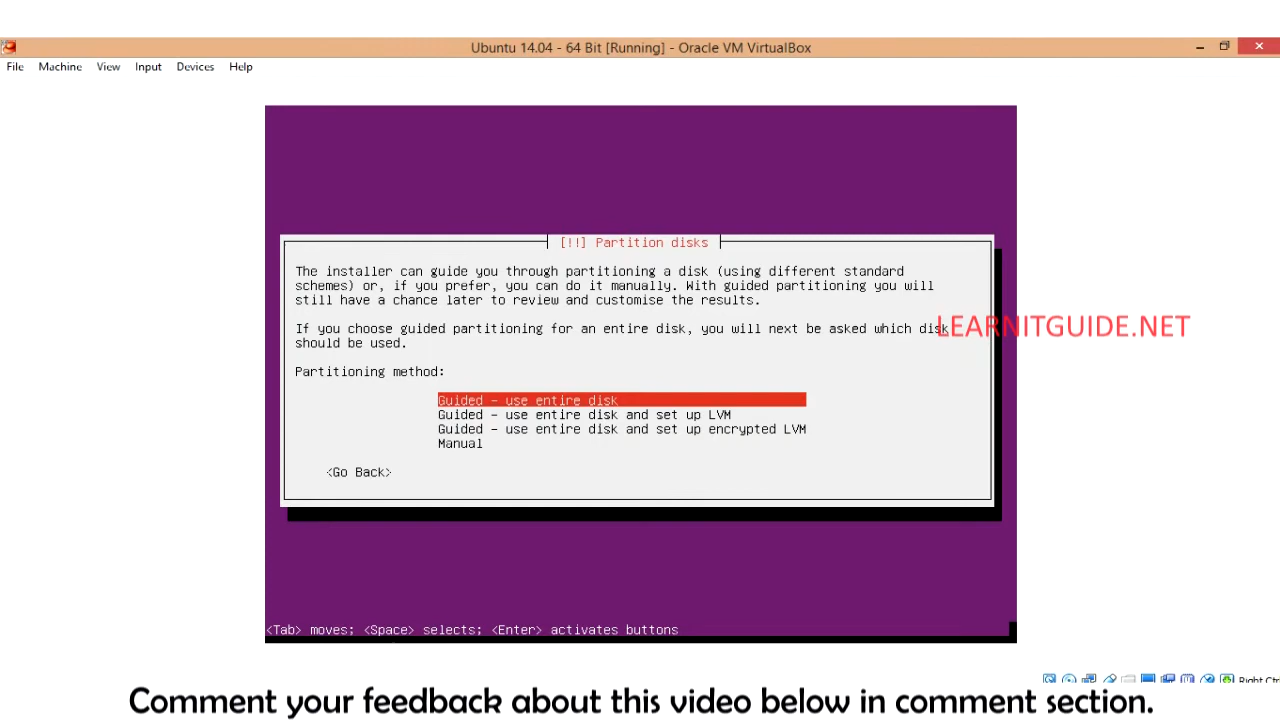 Ubuntu 14.04 - 64 Bit [Running] - Oracle VM VirtualBox
File Machine View Input Devices Help
[!!] Partition disks
The installer can guide you through partitioning a disk (using different standard
schemes) or, if you prefer, you can do it manually. With guided partitioning you will
still have a chance later to review and customise the results.
If you choose guided partitioning for an entire disk, you will next be asked which disk
should be used.
LEARNITGUIDE.NET
Partitioning method:
Guided - use entire disk
Guided - use entire disk and set up LVM
Guided - use entire disk and set up encrypted LVM
Manual
<Go Back>
<Tab> moves; <Space> selects; <Enter> activates buttons
Right Ctr
Comment your feedback about this video below in comment section.